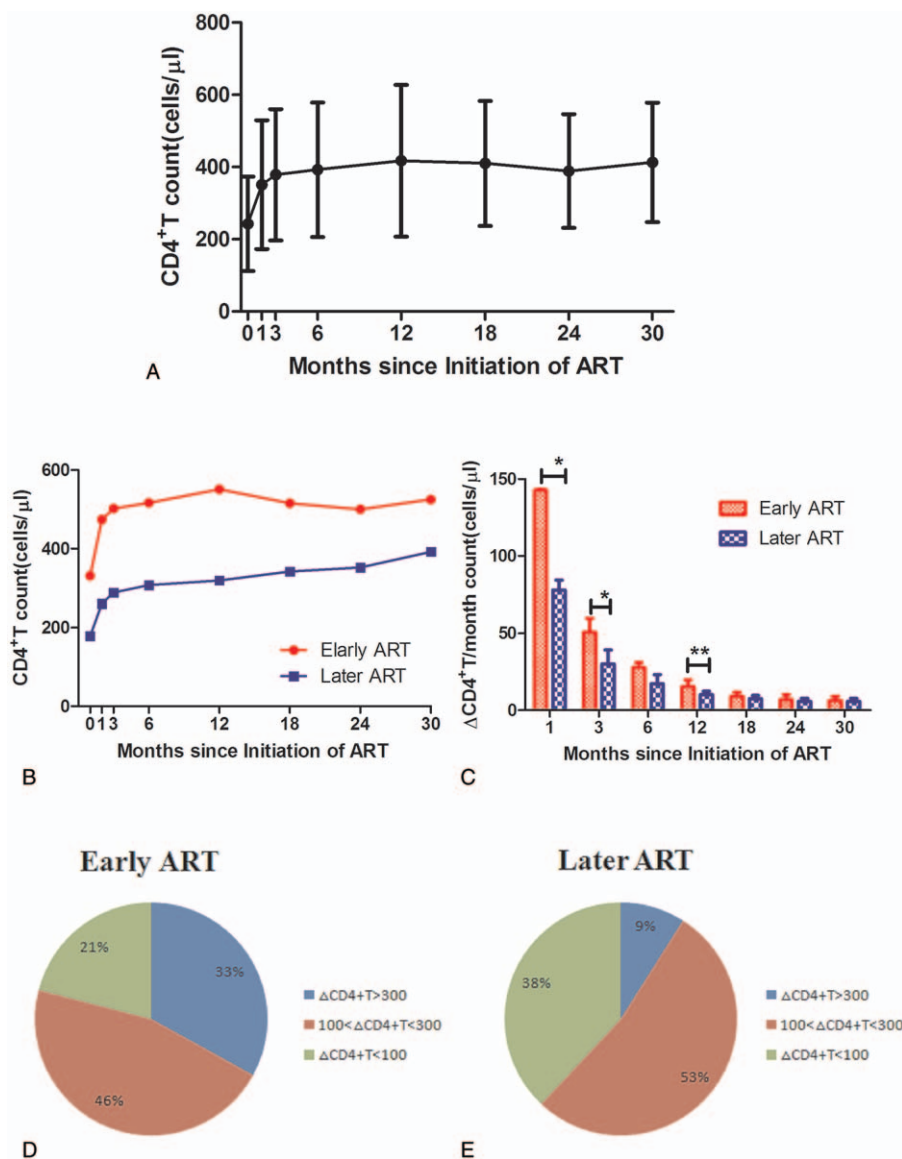 800
600
400
200
0
CD4+T count(cells/μl)
0 1 3 6 12 18 24 30
Months since Initiation of ART
A
600
400
200
0
CD4+T count(cells/μl)
Elarly ART
Later ART
0 1 3 6 12 18 24 30
Months since Initiation of ART
B
150
100
50
0
ΔCD4+T/month count(cells/μl)
* * **
Early ART
Later ART
1 3 6 12 18 24 30
Months since Initiation of ART
C
Early ART
21%
33%
46%
ΔCD4+T>300
100<ΔCD4+T<300
ΔCD4+T<100
D
Later ART
9%
38%
53%
ΔCD4+T>300
100<ΔCD4+T<300
ΔCD4+T<100
E